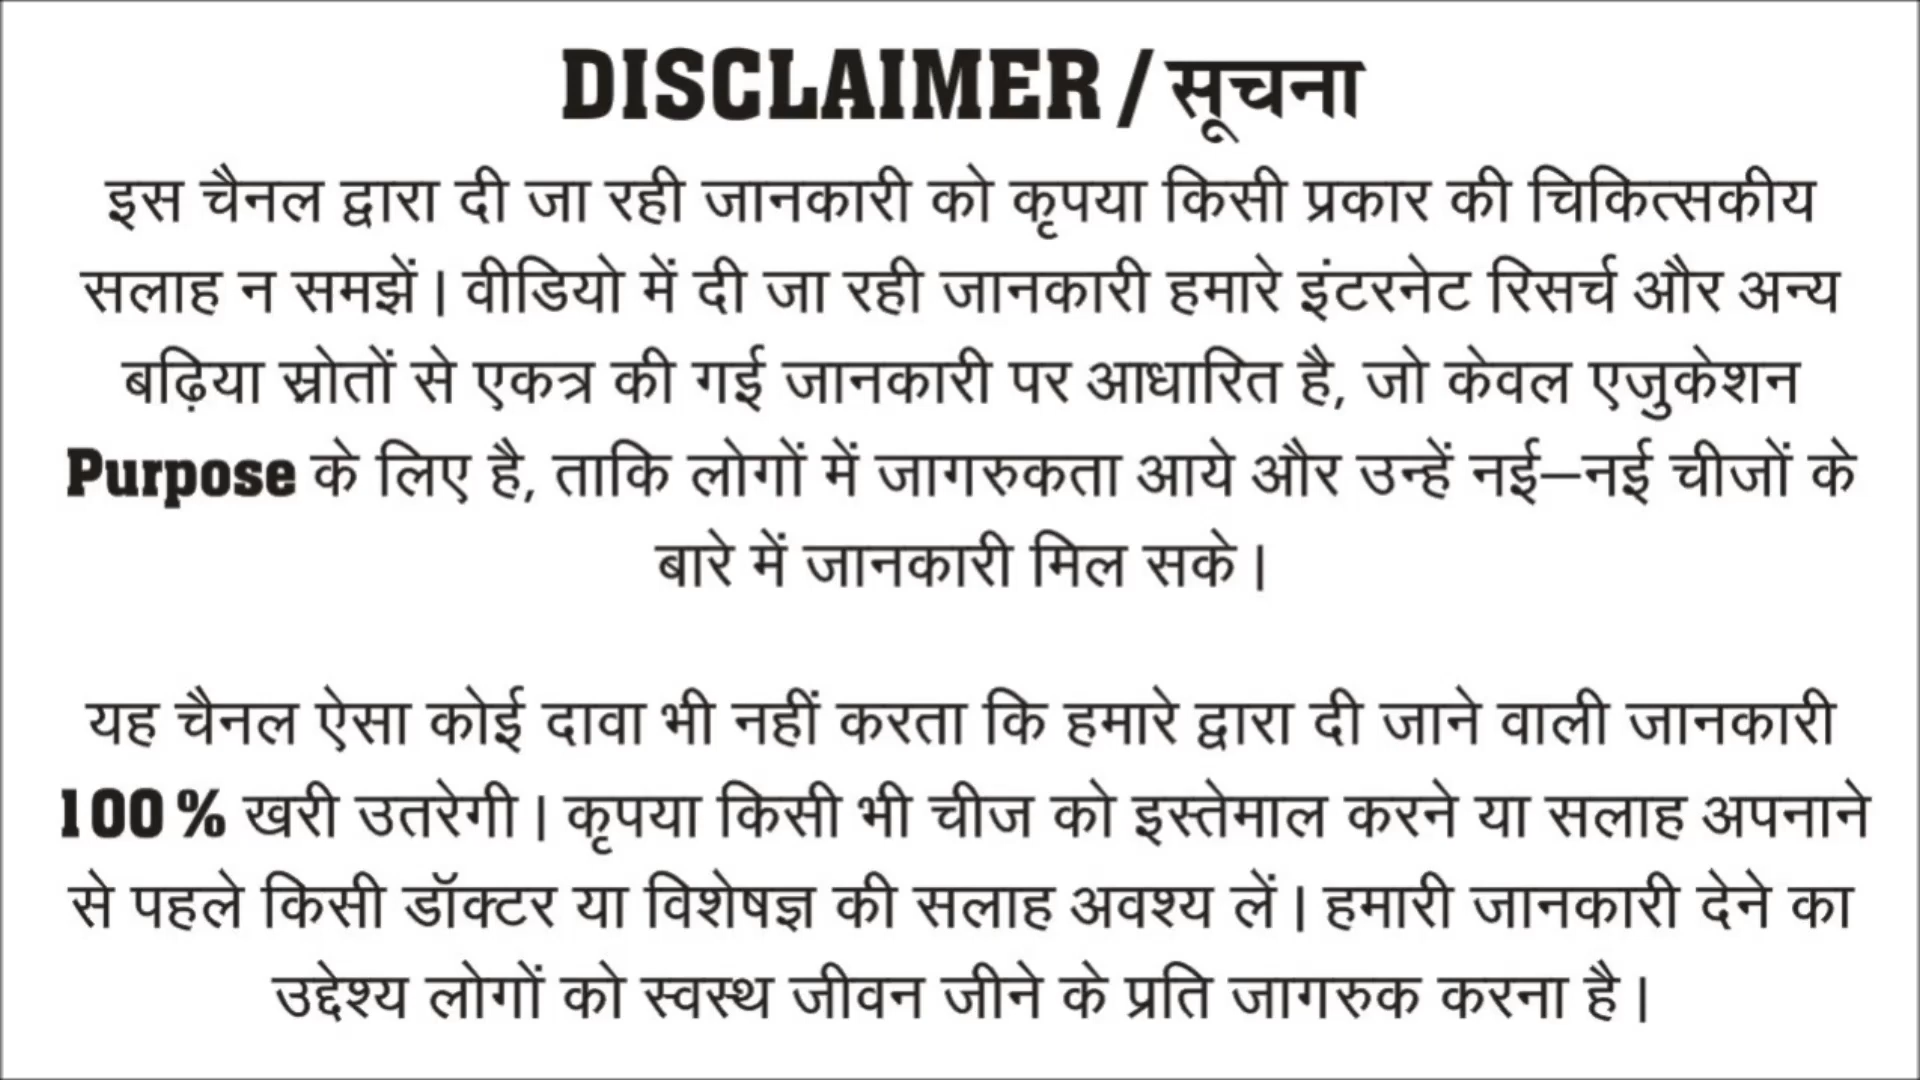 DISCLAIMER / सूचना
इस चैनल द्वारा दी जा रही जानकारी को कृपया किसी प्रकार की चिकित्सकीय
सलाह न समझें। वीडियो में दी जा रही जानकारी हमारे इंटरनेट रिसर्च और अन्य
बढ़िया स्रोतों से एकत्र की गई जानकारी पर आधारित है, जो केवल एजुकेशन
Purpose के लिए है, ताकि लोगों में जागरुकता आये और उन्हें नई–नई चीजों के
बारे में जानकारी मिल सके।
यह चैनल ऐसा कोई दावा भी नहीं करता कि हमारे द्वारा दी जाने वाली जानकारी
100% खरी उतरेगी। कृपया किसी भी चीज को इस्तेमाल करने या सलाह अपनाने
से पहले किसी डॉक्टर या विशेषज्ञ की सलाह अवश्य लें। हमारी जानकारी देने का
उद्देश्य लोगों को स्वस्थ जीवन जीने के प्रति जागरुक करना है।